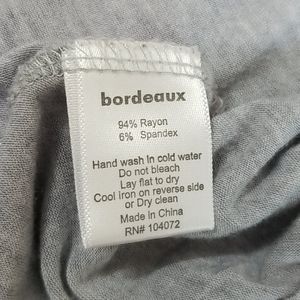 bordeaux
94% Rayon
6% Spandex
Hand wash In cold water
Do not bleach
Lay flat to dry
Cool iron on reverse side
or Dry clean
Made in China
RN# 104072